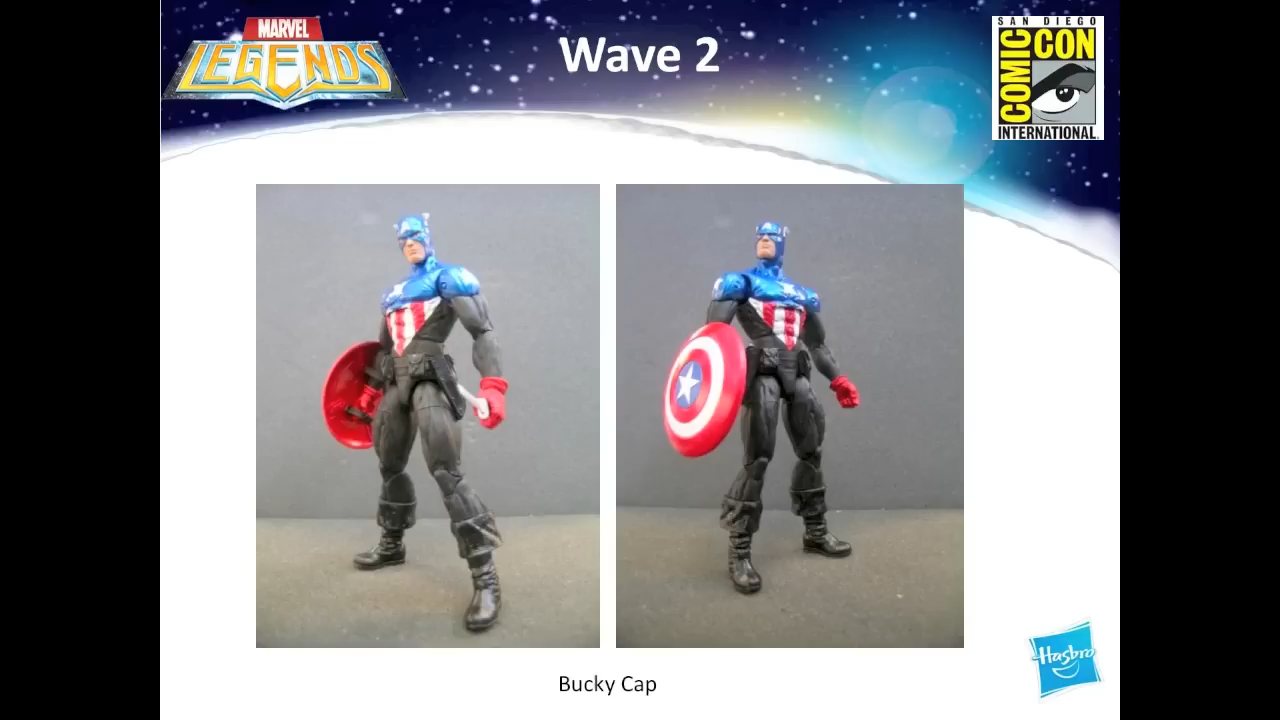 MARVEL
LEGENDS
Wave 2
SAN DIEGO
COMIC
CON
INTERNATIONAL
Bucky Cap
Hasbro